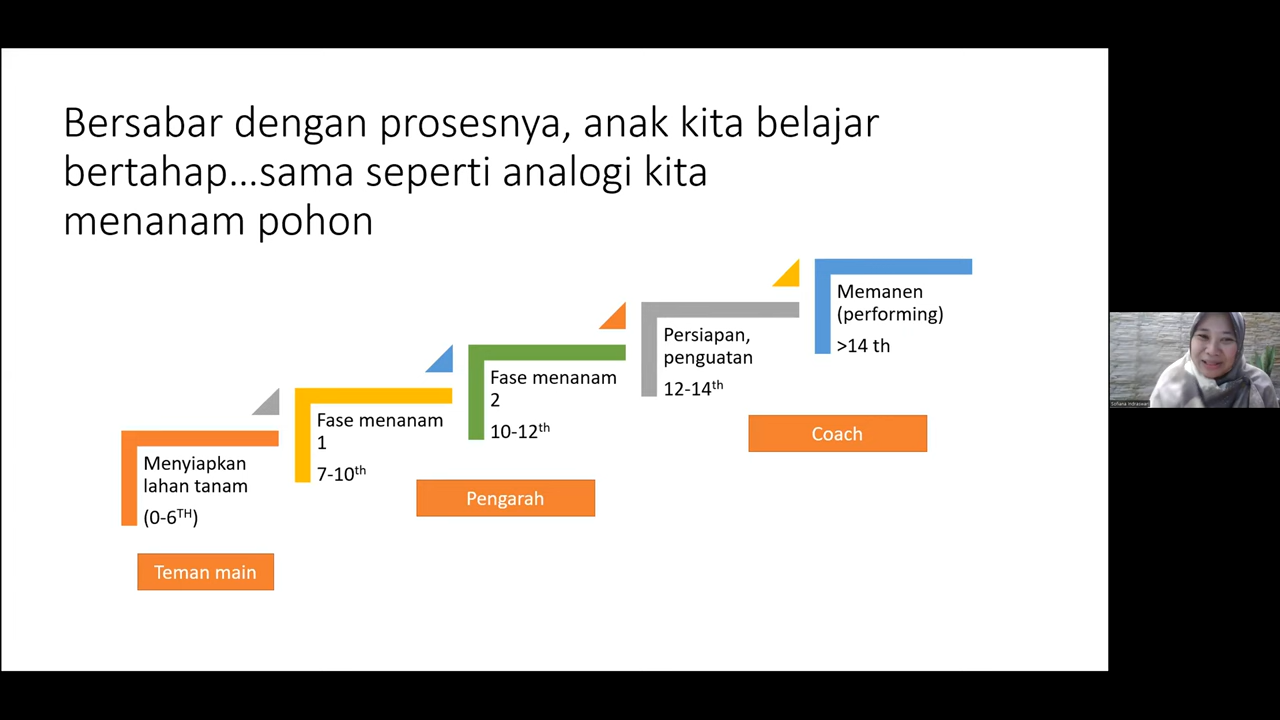 Bersabar dengan prosesnya, anak kita belajar
bertahap...sama seperti analogi kita
menanam pohon
Menyiapkan
lahan tanam
(0-6TH)
Teman main
Fase menanam
1
7-10th
Pengarah
Fase menanam
2
10-12th
Persiapan,
penguatan
12-14th
Coach
Memanen
(performing)
>14 th
Sofiana Indraswari